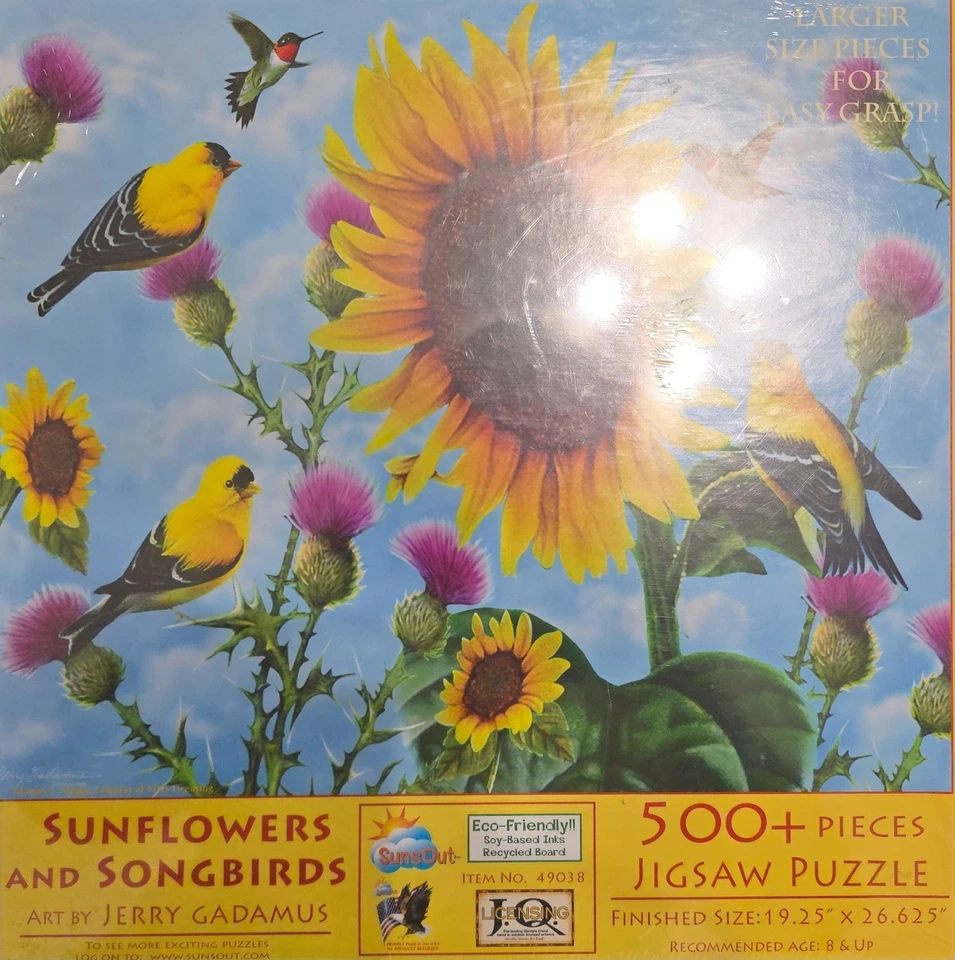 LARGER
SIZE PIECES
FOR
EASY GRASP!
SUNFLOWERS
AND SONGBIRDS
ART BY JERRY GADAMUS
TO SEE MORE EXCITING PUZZLES
LOG ON TO: WWW.SUNSOUT.COM
SunsOut
Eco-Friendly!!
Soy-Based Inks
Recycled Board
ITEM NO. 49038
J.Q.
LICENSING
500+ PIECES
JIGSAW PUZZLE
FINISHED SIZE:19.25" X 26.625"
RECOMMENDED AGE: 8 & UP